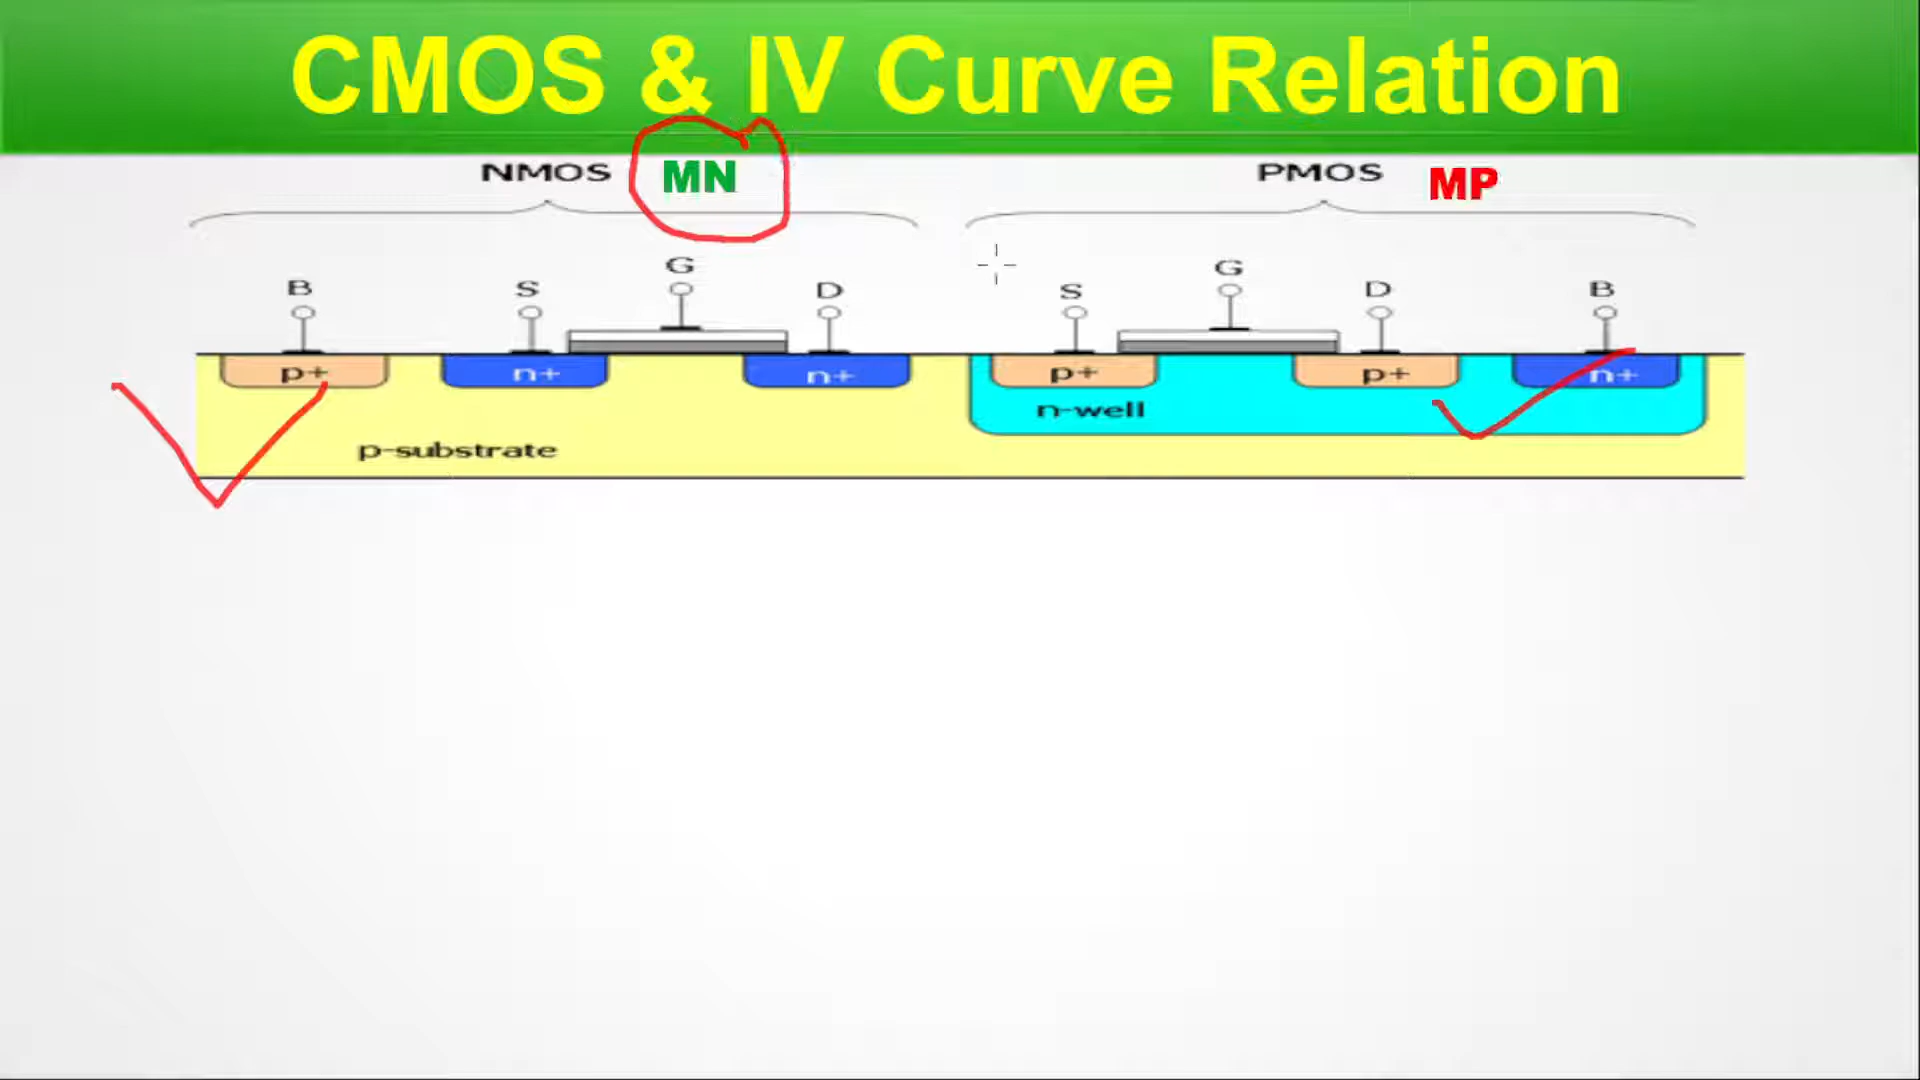 CMOS & IV Curve Relation
NMOS MN PMOS MP
B S G D S G D B
p+ n+ n+ p+ p+ n+
n-well
p-substrate